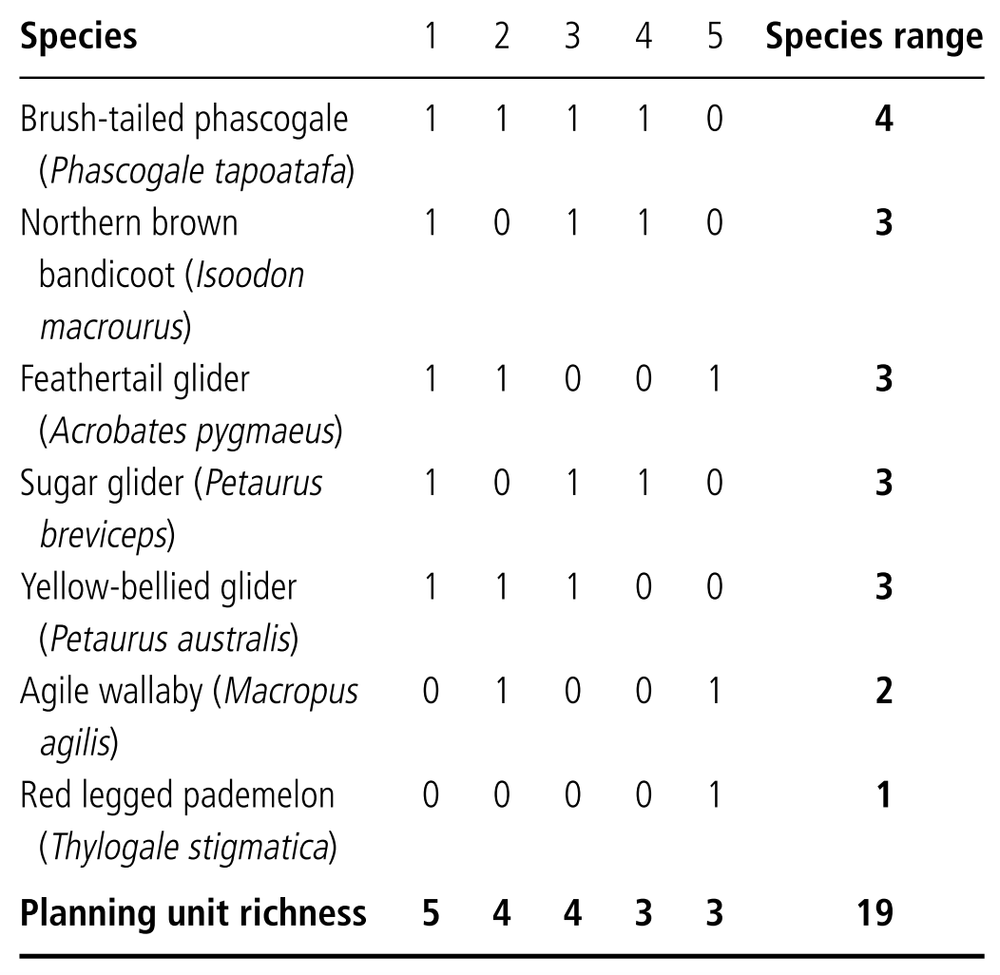 Species 1 2 3 4 5 Species range
Brush-tailed phascogale 1 1 1 1 0 4
(Phascogale tapoatafa)
Northern brown 1 0 1 1 0 3
bandicoot (Isoodon
macrourus)
Feathertail glider 1 1 0 0 1 3
(Acrobates pygmaeus)
Sugar glider (Petaurus 1 0 1 1 0 3
breviceps)
Yellow-bellied glider 1 1 1 0 0 3
(Petaurus australis)
Agile wallaby (Macropus 0 1 0 0 1 2
agilis)
Red legged pademelon 0 0 0 0 1 1
(Thylogale stigmatica)
Planning unit richness 5 4 4 3 3 19